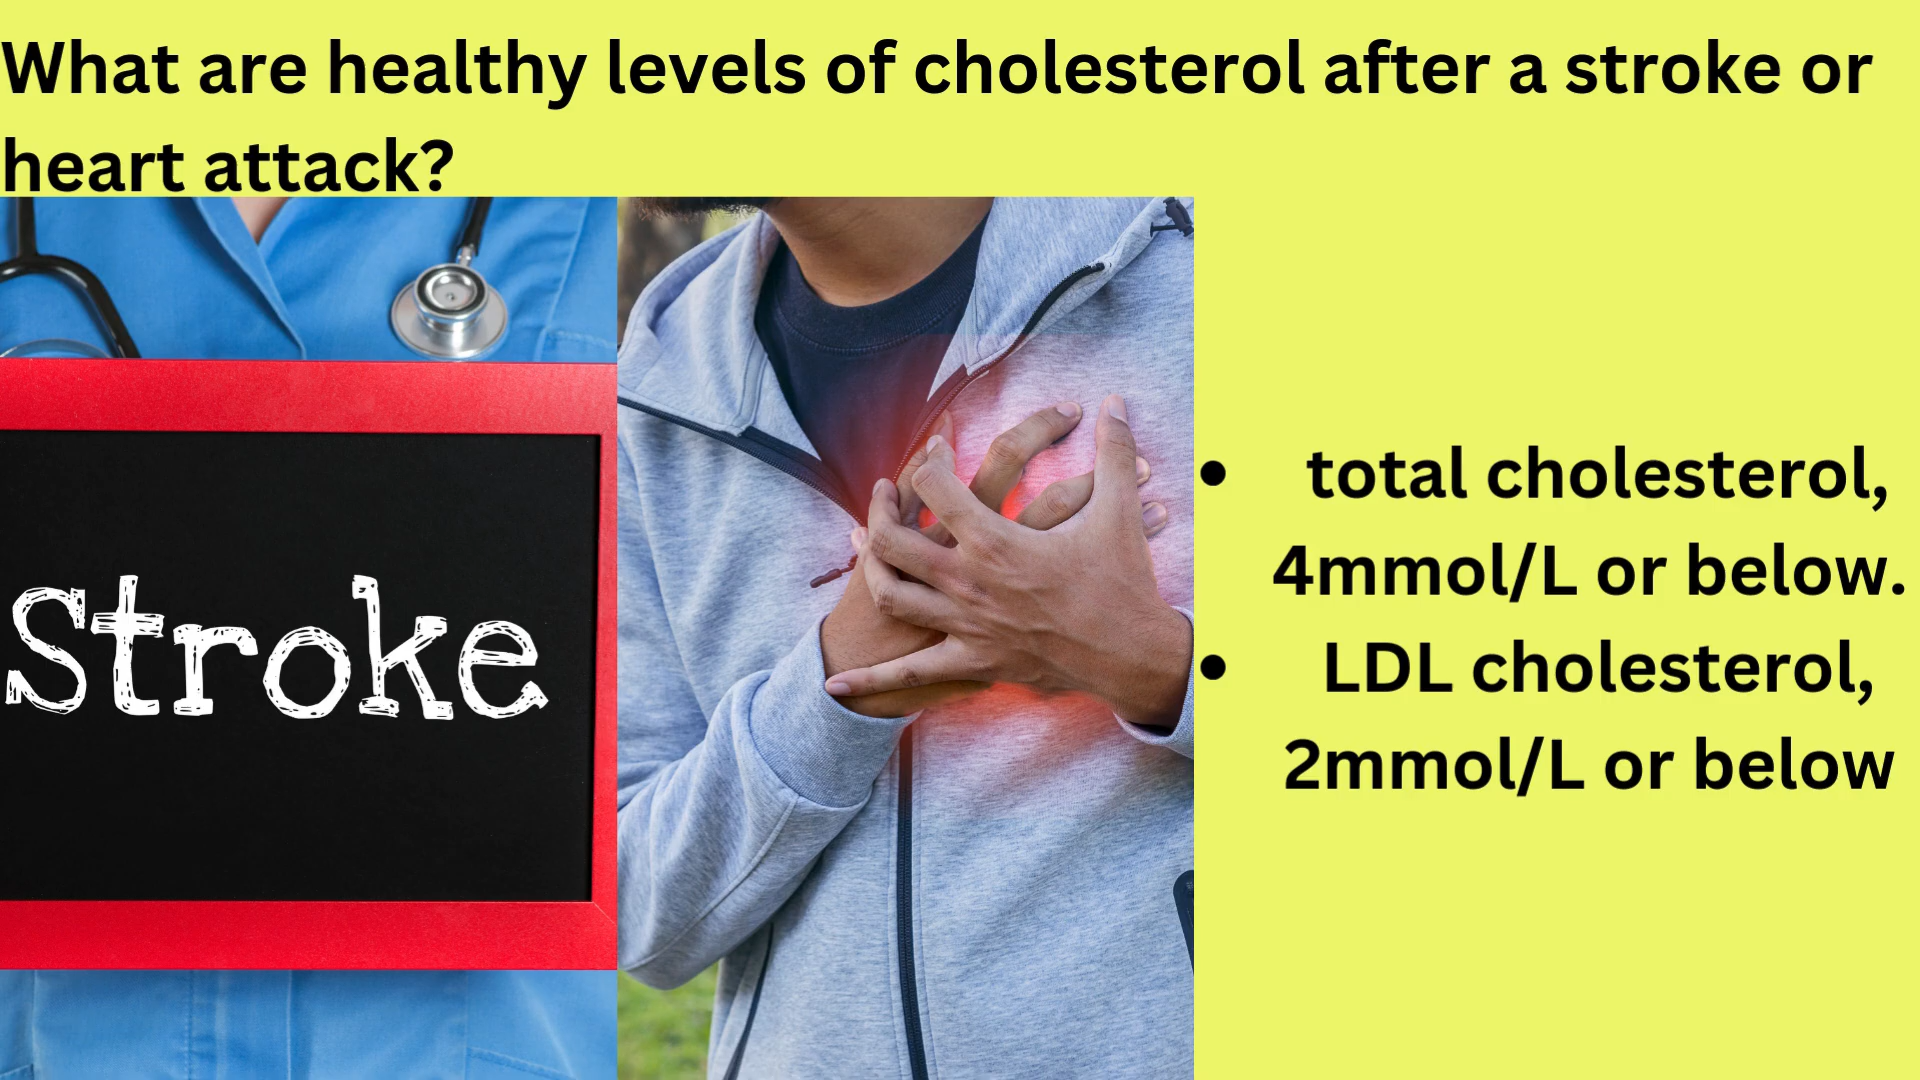 What are healthy levels of cholesterol after a stroke or
heart attack?
Stroke
• total cholesterol,
4mmol/L or below.
• LDL cholesterol,
2mmol/L or below